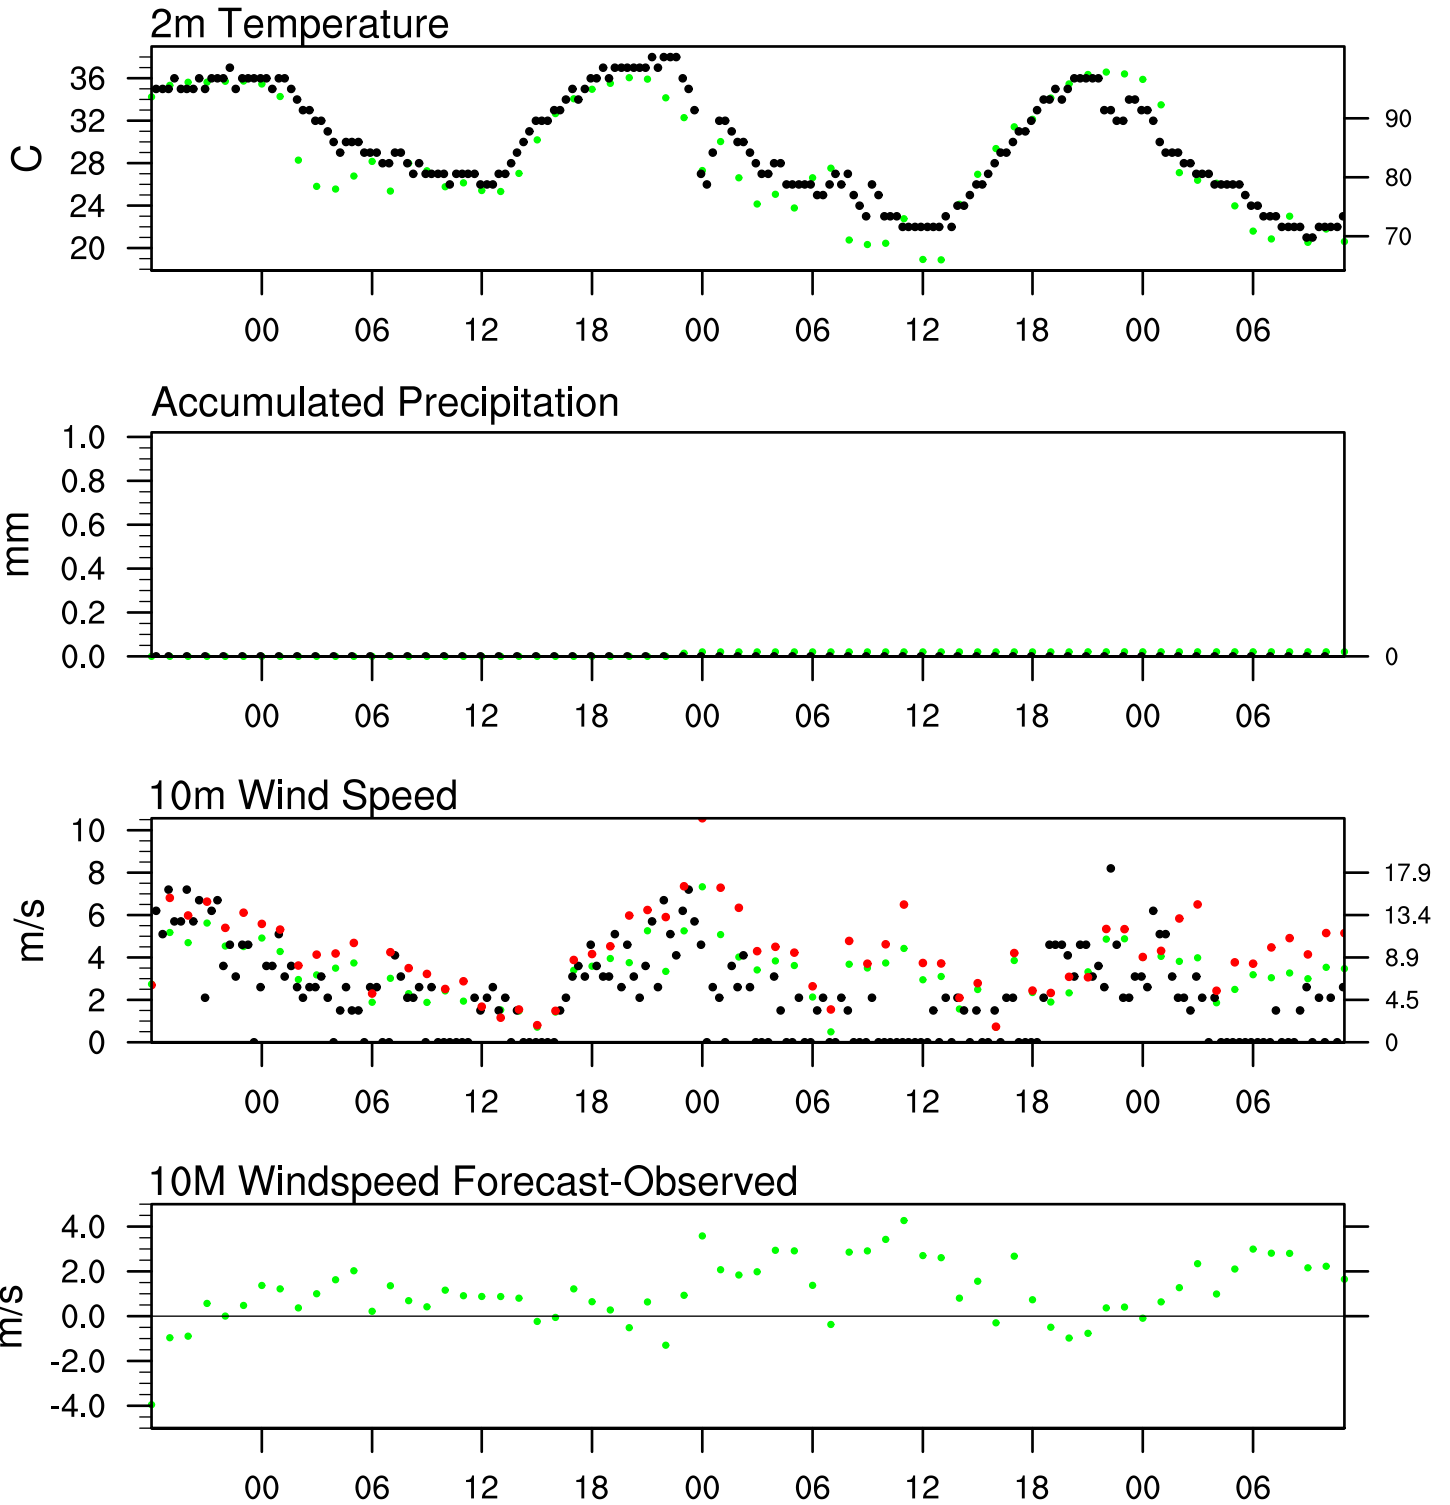 2m Temperature
36
32
28
24
20
C
90
80
70
00 06 12 18 00 06 12 18 00 06
Accumulated Precipitation
1.0
0.8
0.6
0.4
0.2
0.0
mm
0
00 06 12 18 00 06 12 18 00 06
10m Wind Speed
10
8
6
4
2
0
m/s
17.9
13.4
8.9
4.5
0
00 06 12 18 00 06 12 18 00 06
10M Windspeed Forecast-Observed
4.0
2.0
0.0
-2.0
-4.0
m/s
00 06 12 18 00 06 12 18 00 06